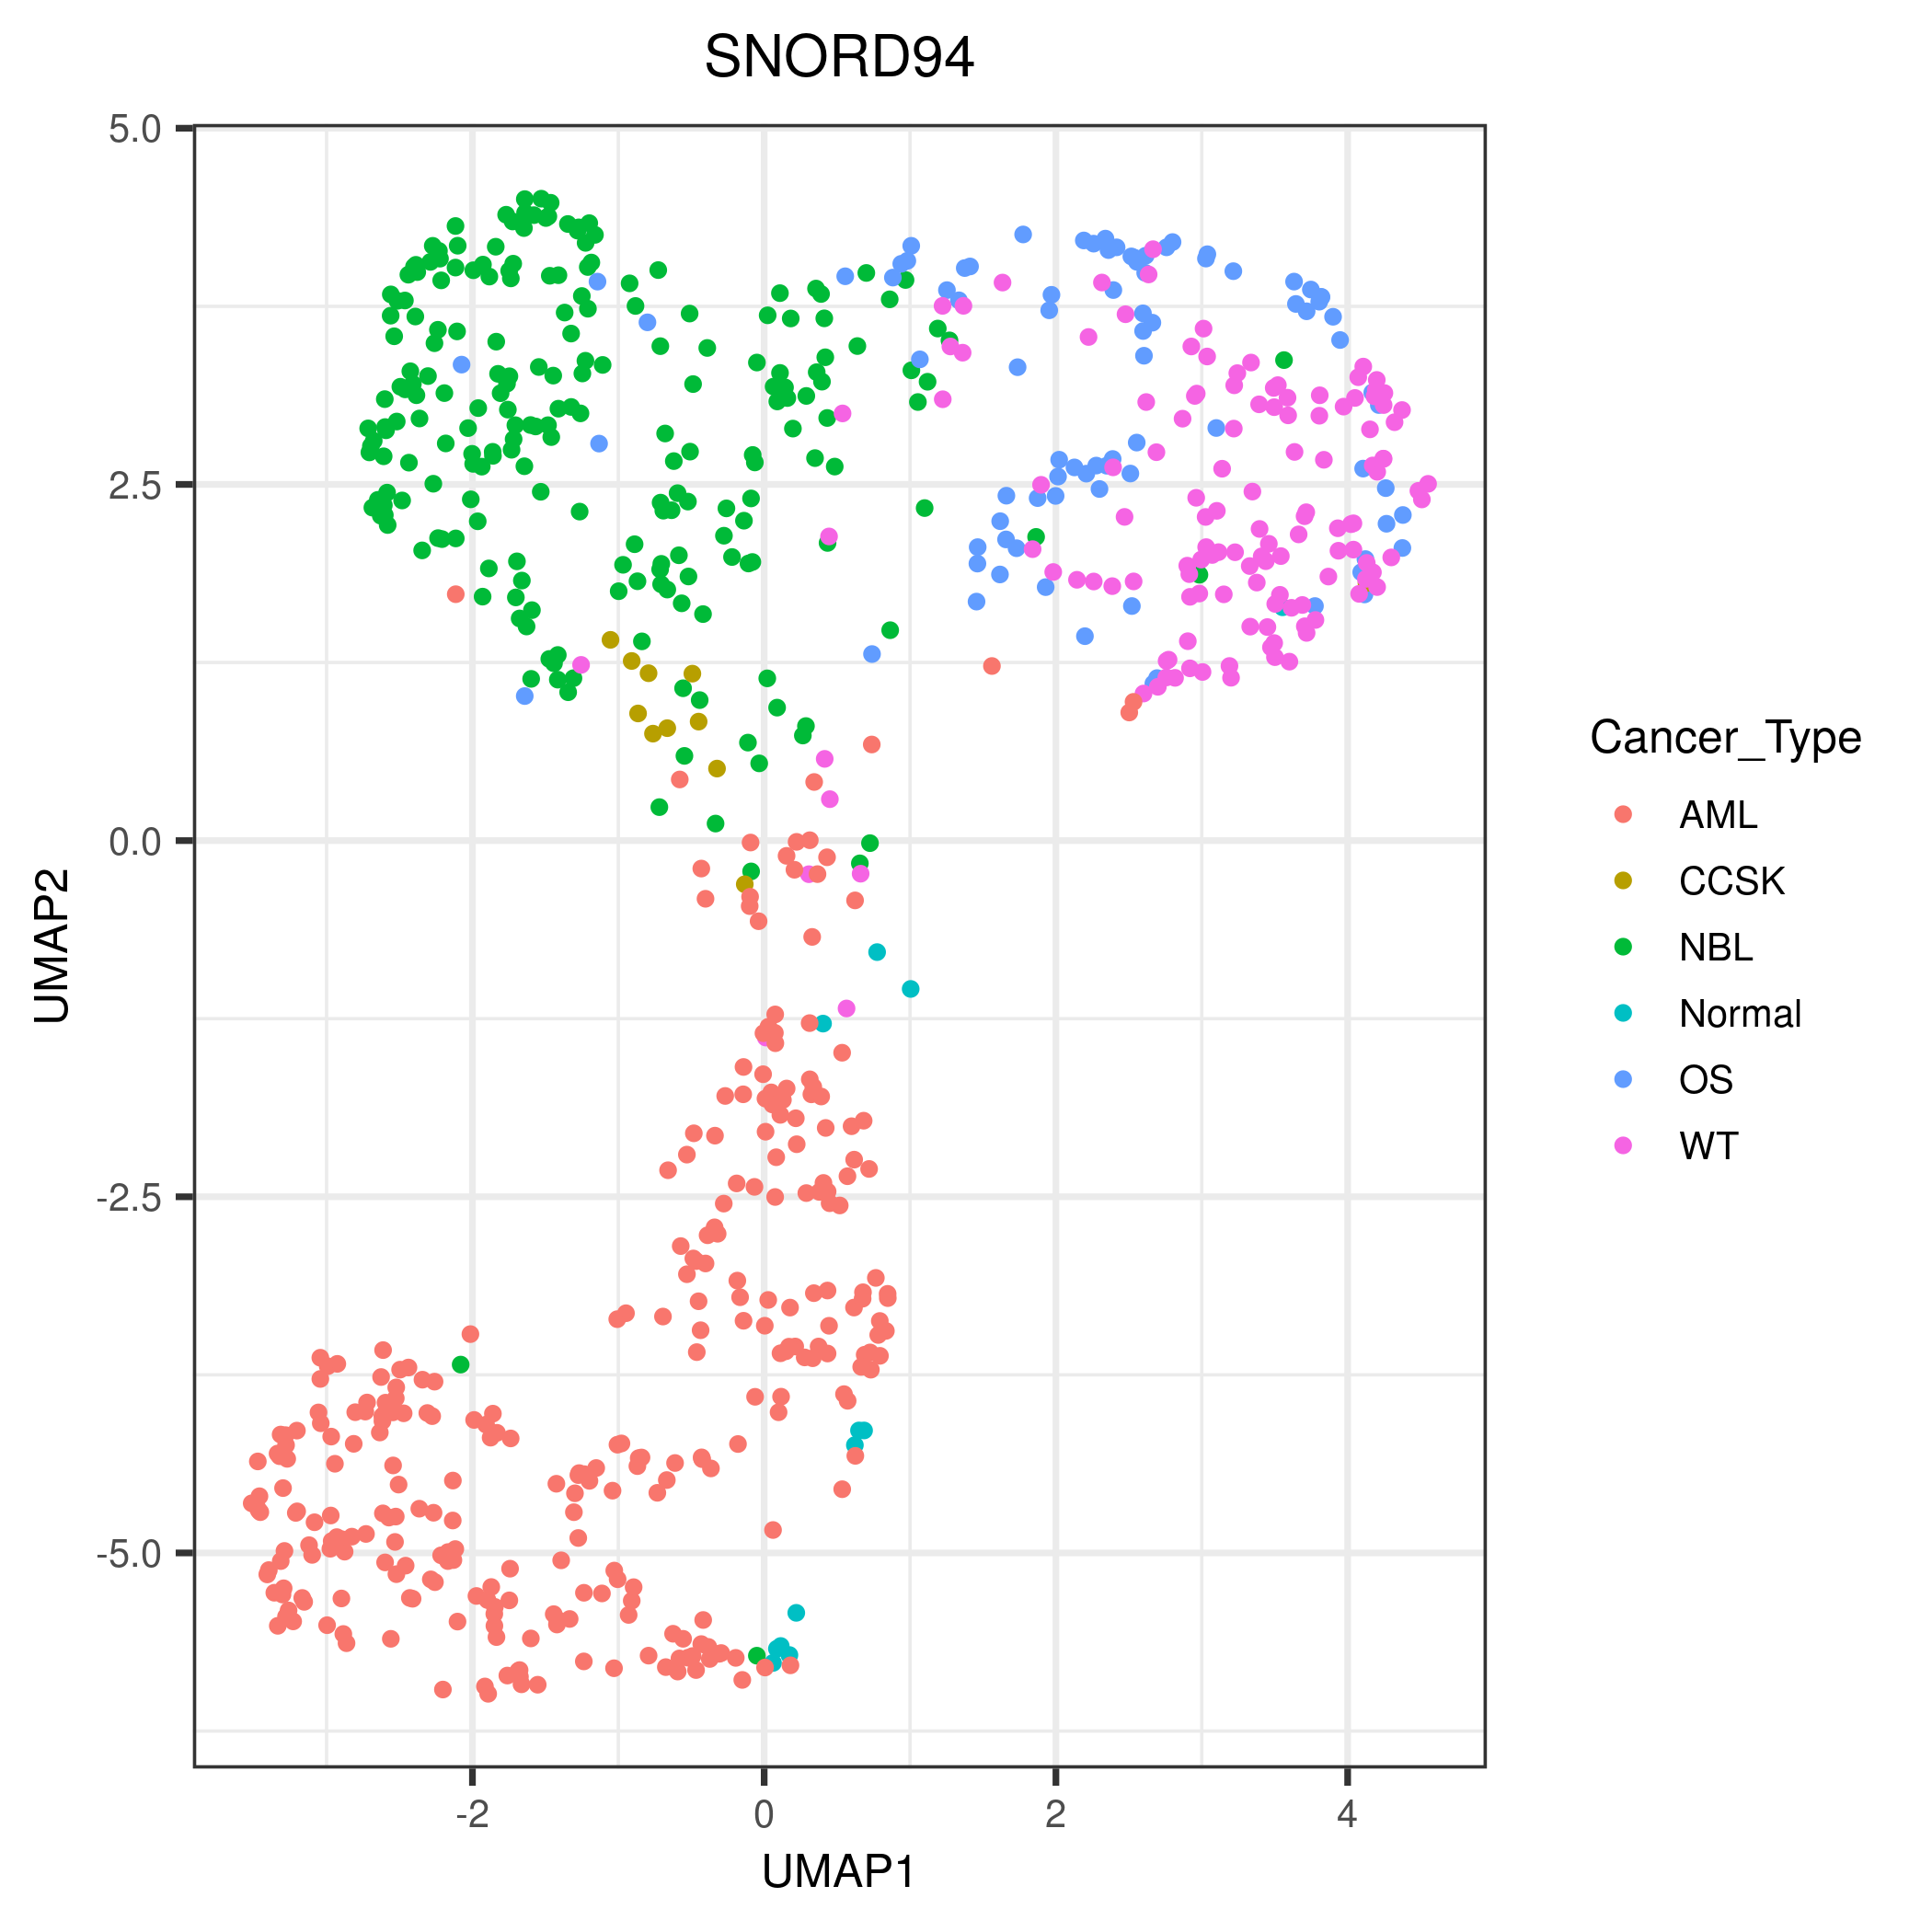 SNORD94
5.0
2.5
0.0
-2.5
-5.0
UMAP2
-2
0
2
4
UMAP1
Cancer_Type
AML
CCSK
NBL
Normal
OS
WT